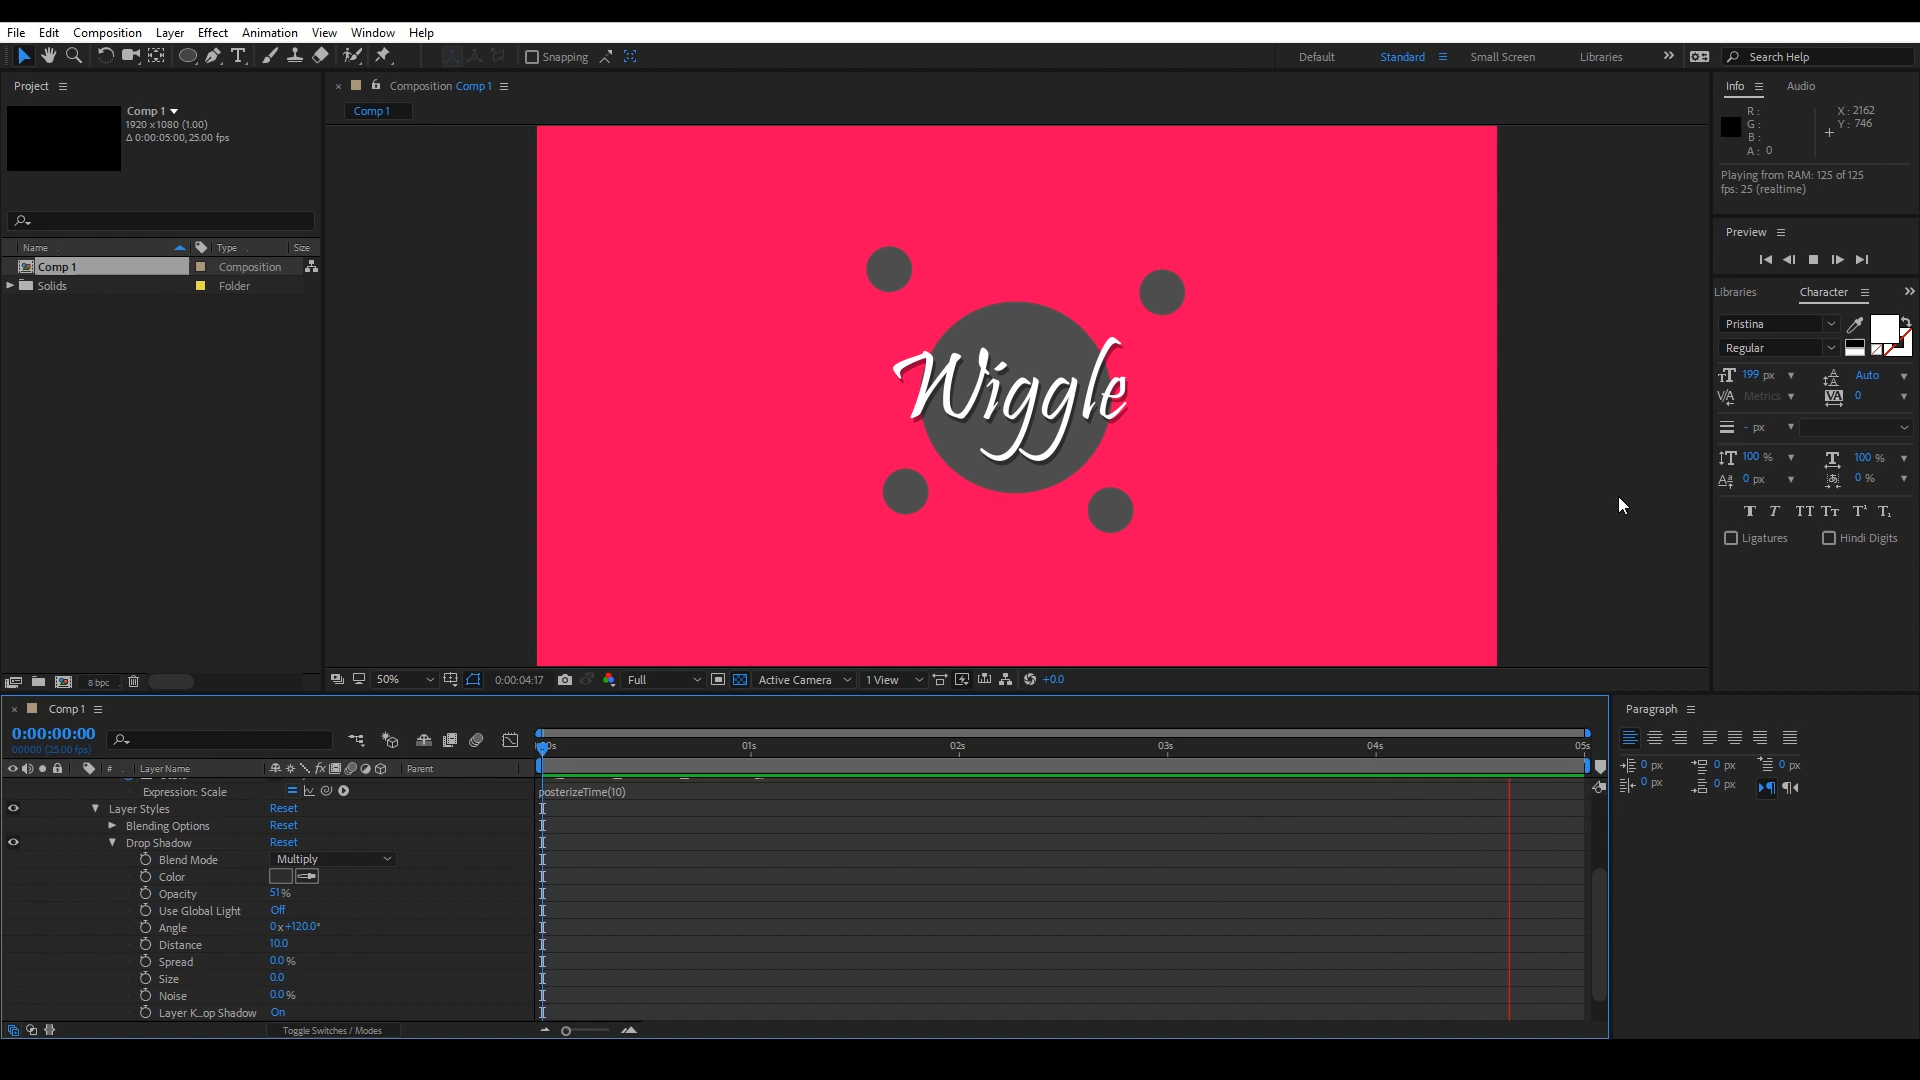 File Edit Composition Layer Effect Animation View Window Help
Snapping
Default Standard Small Screen Libraries
Search Help
Project
Comp 1
1920 x 1080 (1.00)
Δ 0:00:05:00, 25.00 fps
Name Type Size
Comp 1 Composition
Solids Folder
8 bpc
Composition Comp 1
Comp 1
Wiggle
50% 0:00:04:17 Full Active Camera 1 View +0.0
Info Audio
R:
G:
B:
A: 0
X: 2162
Y: 746
Playing from RAM: 125 of 125
fps: 25 (realtime)
Preview
Libraries Character
Pristina
Regular
199 px Auto
Metrics 0
- px
100 % 100 %
0 px 0 %
Ligatures Hindi Digits
Comp 1
0:00:00:00
00000 (25.00 fps)
01s 02s 03s 04s 05s
# Layer Name Parent
Expression: Scale posterizeTime(10)
Layer Styles Reset
Blending Options Reset
Drop Shadow Reset
Blend Mode Multiply
Color
Opacity 51%
Use Global Light Off
Angle 0x+120.0°
Distance 10.0
Spread 0.0%
Size 0.0
Noise 0.0%
Layer K...op Shadow On
Toggle Switches / Modes
Paragraph
0 px 0 px 0 px
0 px 0 px